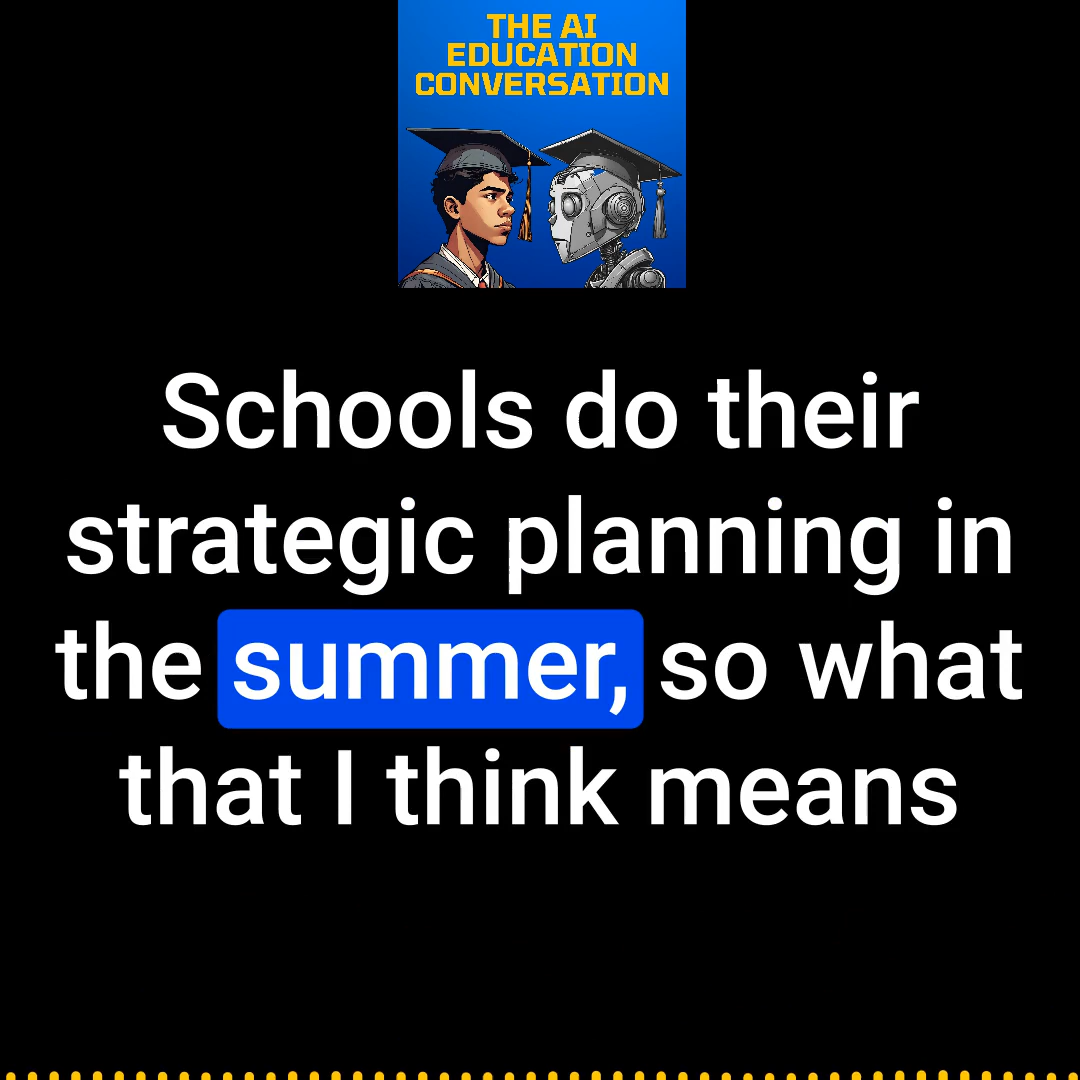 THE AI
EDUCATION
CONVERSATION
Schools do their
strategic planning in
the summer, so what
that I think means